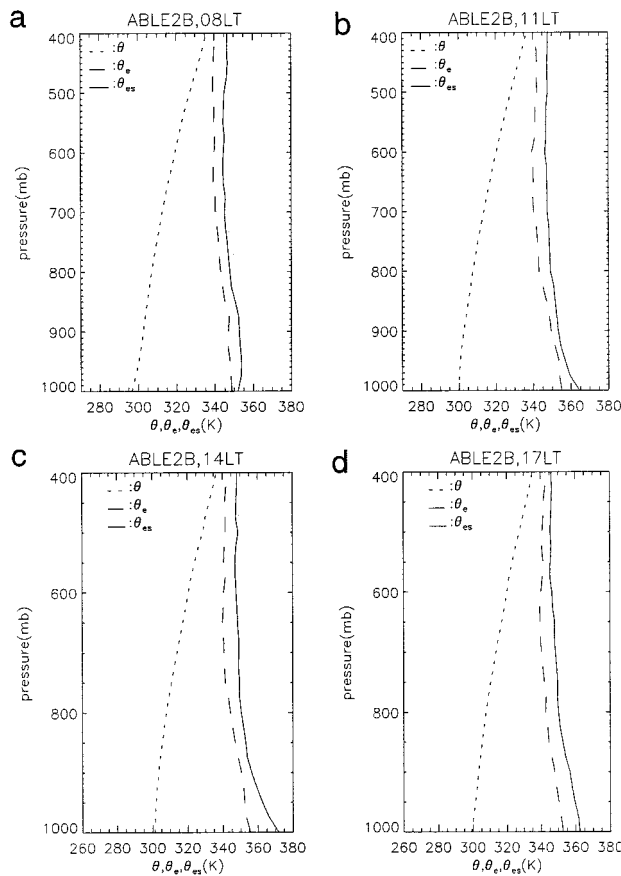 a
ABLE2B,08LT
400
500
600
700
800
900
1000
pressure(mb)
:θ
:θe
:θes
280 300 320 340 360 380
θ,θe,θes(K)
b
ABLE2B,11LT
400
500
600
700
800
900
1000
pressure(mb)
:θ
:θe
:θes
280 300 320 340 360 380
θ,θe,θes(K)
c
ABLE2B,14LT
400
600
800
1000
pressure(mb)
:θ
:θe
:θes
260 280 300 320 340 360 380
θ,θe,θes(K)
d
ABLE2B,17LT
400
600
800
1000
pressure(mb)
:θ
:θe
:θes
260 280 300 320 340 360 380
θ,θe,θes(K)